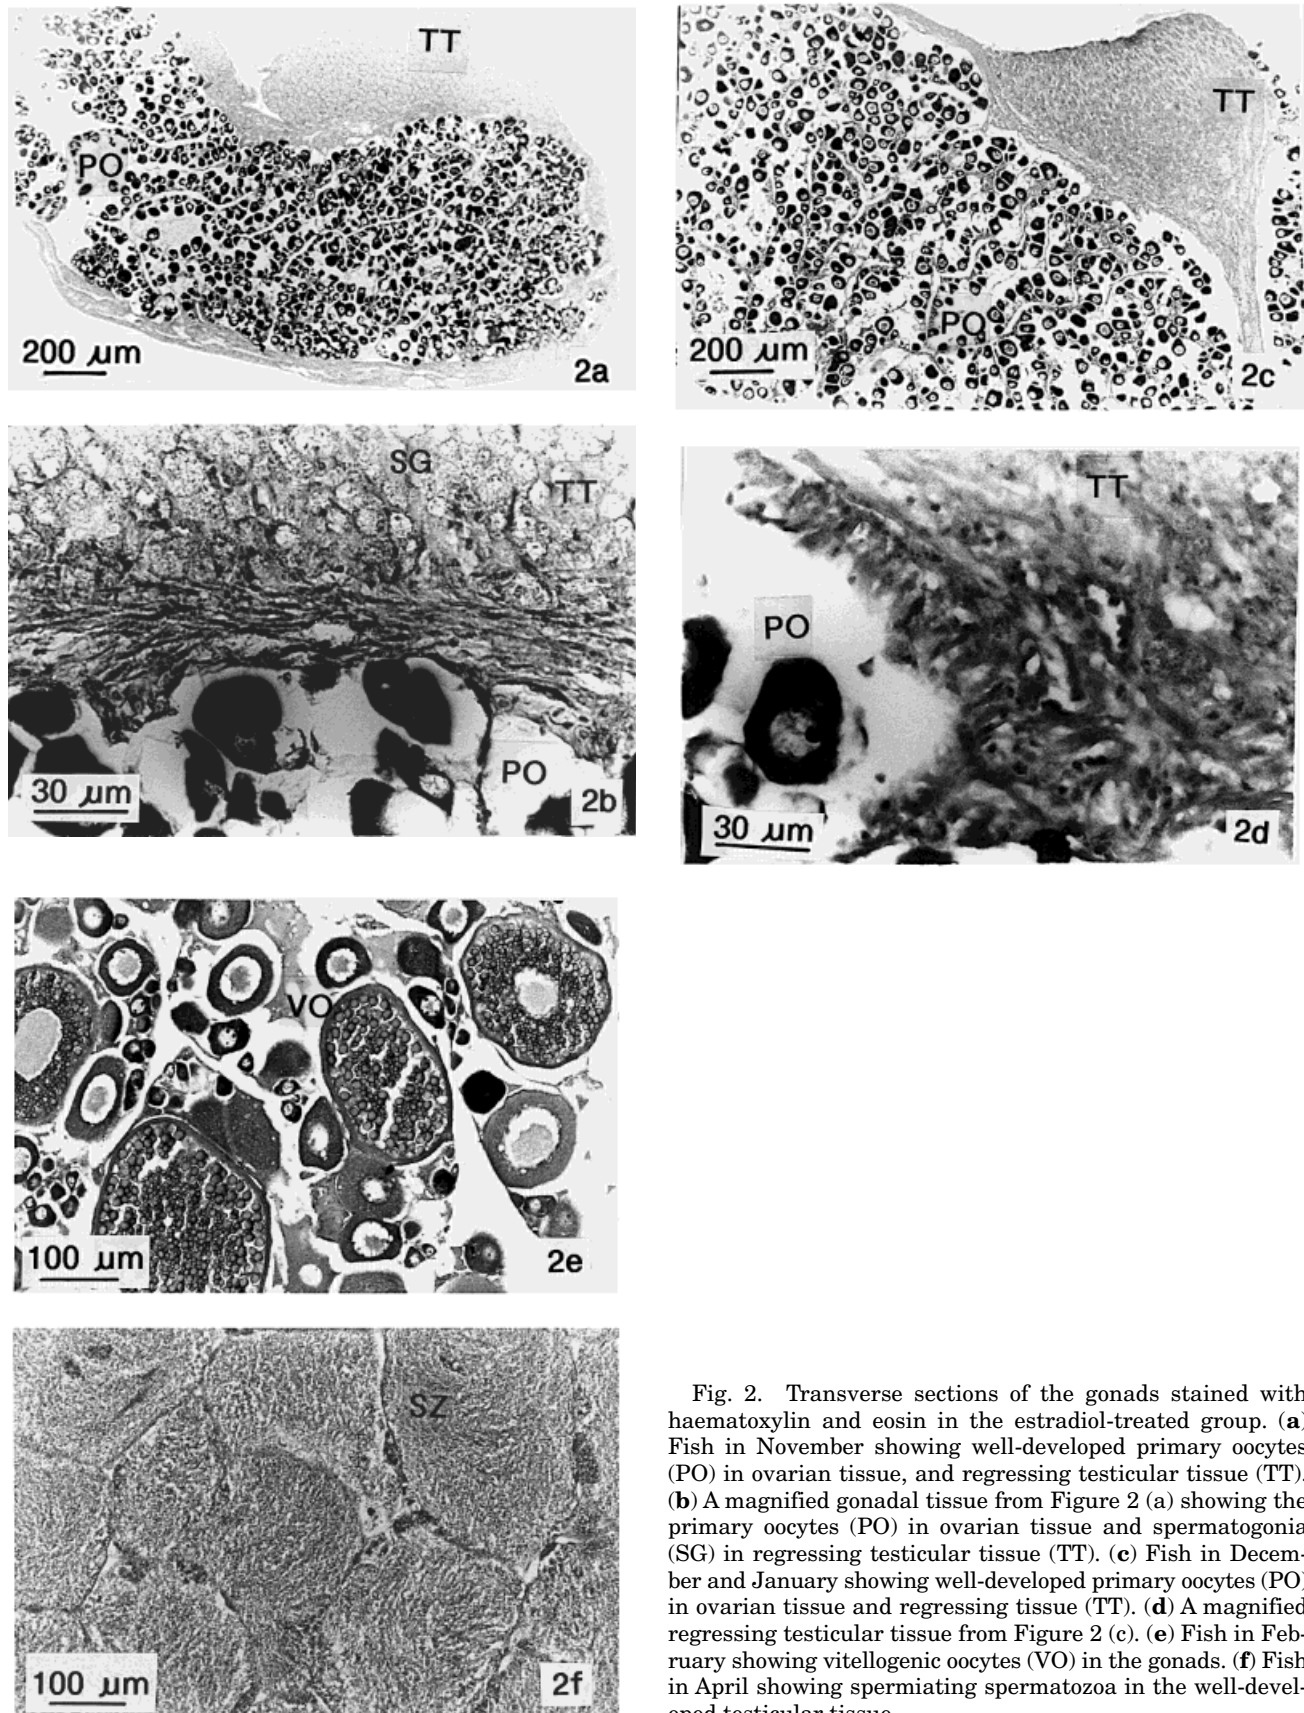 TT
PO
200 µm
2a
TT
PO
200 µm
2c
SG
TT
PO
30 µm
2b
TT
PO
30 µm
2d
VO
100 µm
2e
SZ
100 µm
2f
Fig. 2. Transverse sections of the gonads stained with
haematoxylin and eosin in the estradiol-treated group. (a)
Fish in November showing well-developed primary oocytes
(PO) in ovarian tissue, and regressing testicular tissue (TT).
(b) A magnified gonadal tissue from Figure 2 (a) showing the
primary oocytes (PO) in ovarian tissue and spermatogonia
(SG) in regressing testicular tissue (TT). (c) Fish in Decem-
ber and January showing well-developed primary oocytes (PO)
in ovarian tissue and regressing tissue (TT). (d) A magnified
regressing testicular tissue from Figure 2 (c). (e) Fish in Feb-
ruary showing vitellogenic oocytes (VO) in the gonads. (f) Fish
in April showing spermiating spermatozoa in the well-devel-
oped testicular tissue.